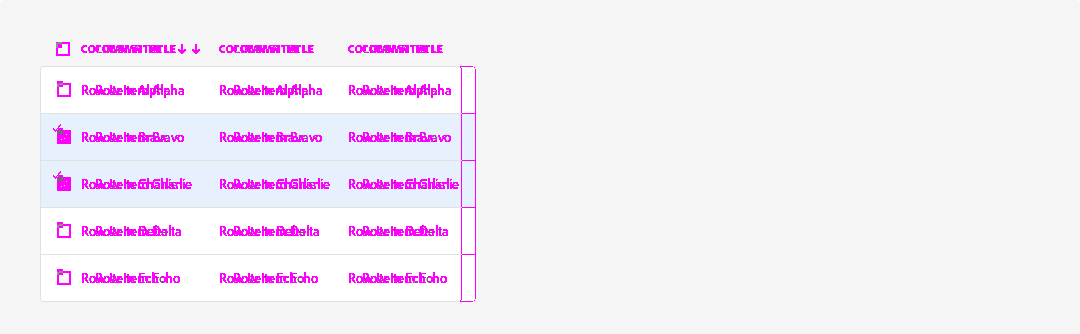 COLUMN TITLE ↓ COLUMN TITLE COLUMN TITLE
Row Item Alpha Row Item Alpha Row Item Alpha
Row Item Bravo Row Item Bravo Row Item Bravo
Row Item Charlie Row Item Charlie Row Item Charlie
Row Item Delta Row Item Delta Row Item Delta
Row Item Echo Row Item Echo Row Item Echo